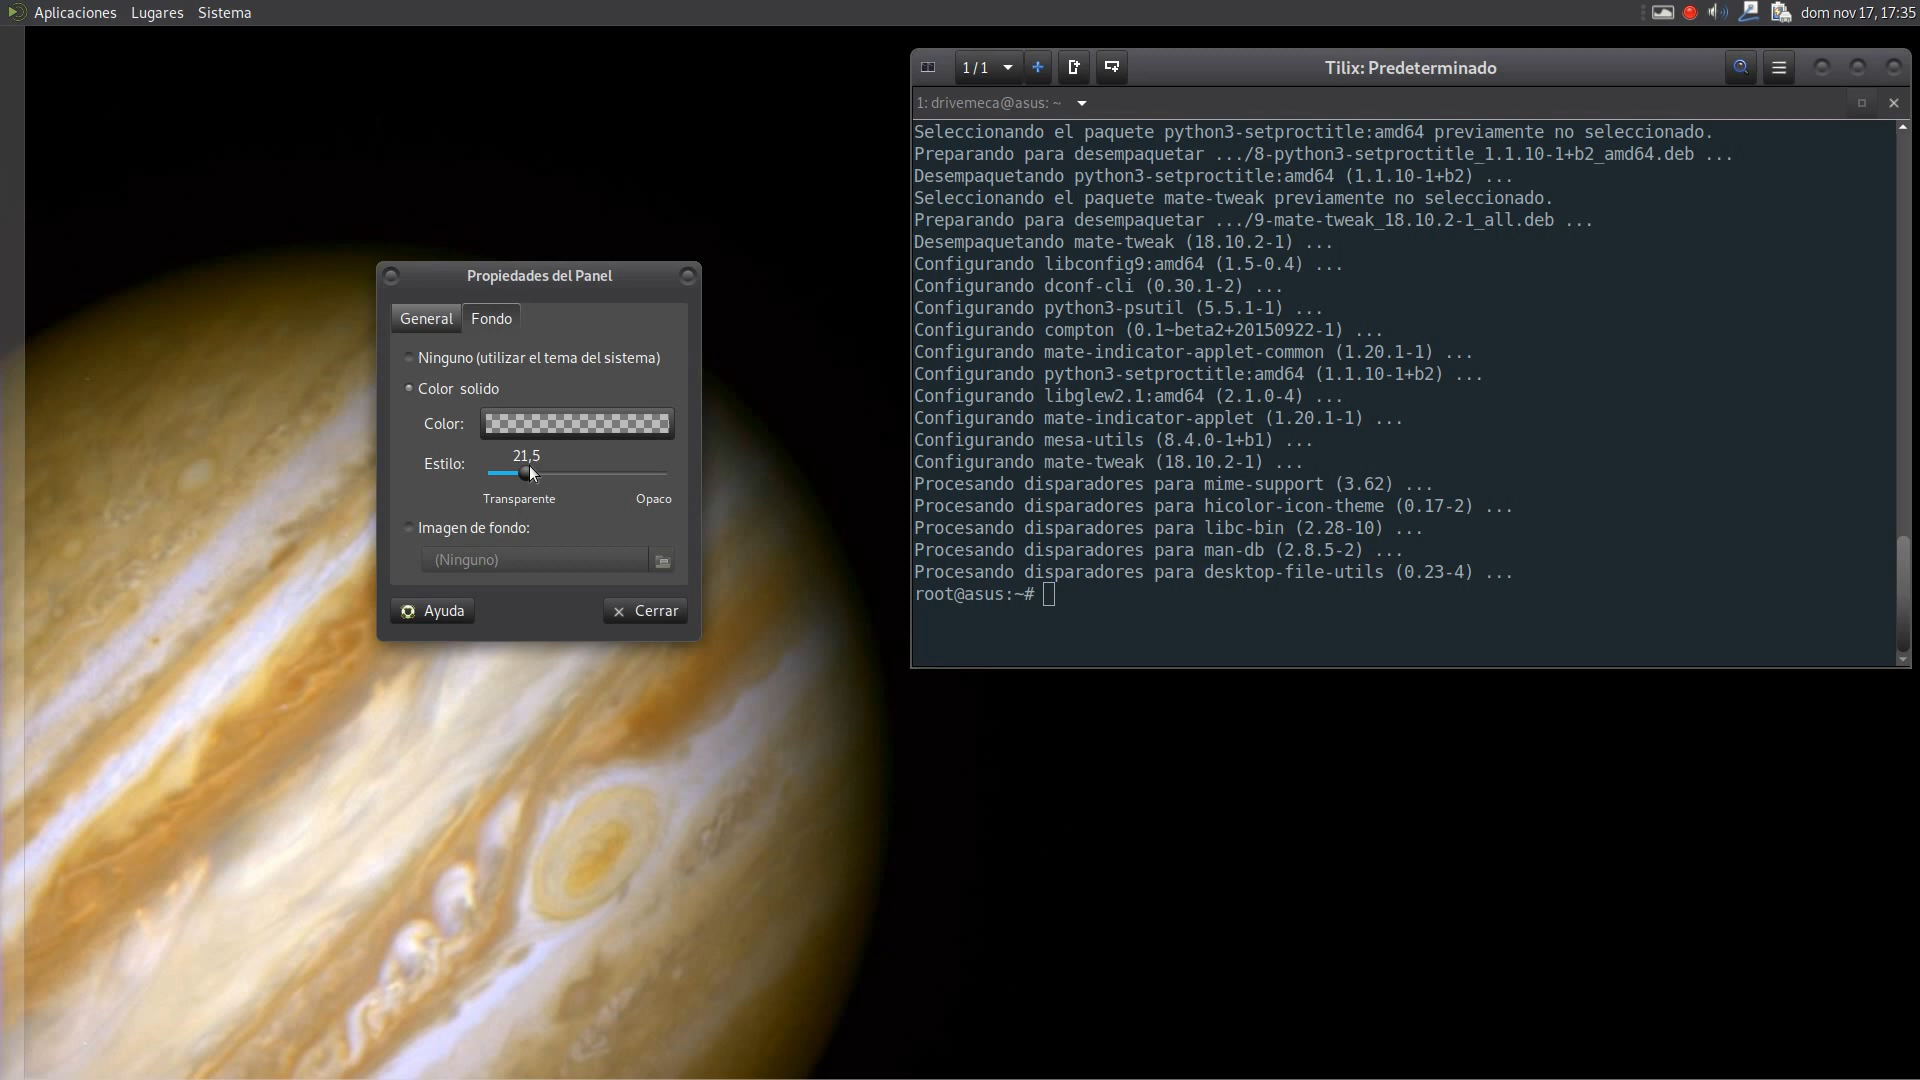 Aplicaciones Lugares Sistema
dom nov 17, 17:35
Propiedades del Panel
General Fondo
Ninguno (utilizar el tema del sistema)
Color solido
Color:
21,5
Estilo:
Transparente Opaco
Imagen de fondo:
(Ninguno)
Ayuda Cerrar
1 / 1
Tilix: Predeterminado
1: drivemeca@asus: ~
Seleccionando el paquete python3-setproctitle:amd64 previamente no seleccionado.
Preparando para desempaquetar .../8-python3-setproctitle_1.1.10-1+b2_amd64.deb ...
Desempaquetando python3-setproctitle:amd64 (1.1.10-1+b2) ...
Seleccionando el paquete mate-tweak previamente no seleccionado.
Preparando para desempaquetar .../9-mate-tweak_18.10.2-1_all.deb ...
Desempaquetando mate-tweak (18.10.2-1) ...
Configurando libconfig9:amd64 (1.5-0.4) ...
Configurando dconf-cli (0.30.1-2) ...
Configurando python3-psutil (5.5.1-1) ...
Configurando compton (0.1~beta2+20150922-1) ...
Configurando mate-indicator-applet-common (1.20.1-1) ...
Configurando python3-setproctitle:amd64 (1.1.10-1+b2) ...
Configurando libglew2.1:amd64 (2.1.0-4) ...
Configurando mate-indicator-applet (1.20.1-1) ...
Configurando mesa-utils (8.4.0-1+b1) ...
Configurando mate-tweak (18.10.2-1) ...
Procesando disparadores para mime-support (3.62) ...
Procesando disparadores para hicolor-icon-theme (0.17-2) ...
Procesando disparadores para libc-bin (2.28-10) ...
Procesando disparadores para man-db (2.8.5-2) ...
Procesando disparadores para desktop-file-utils (0.23-4) ...
root@asus:~#